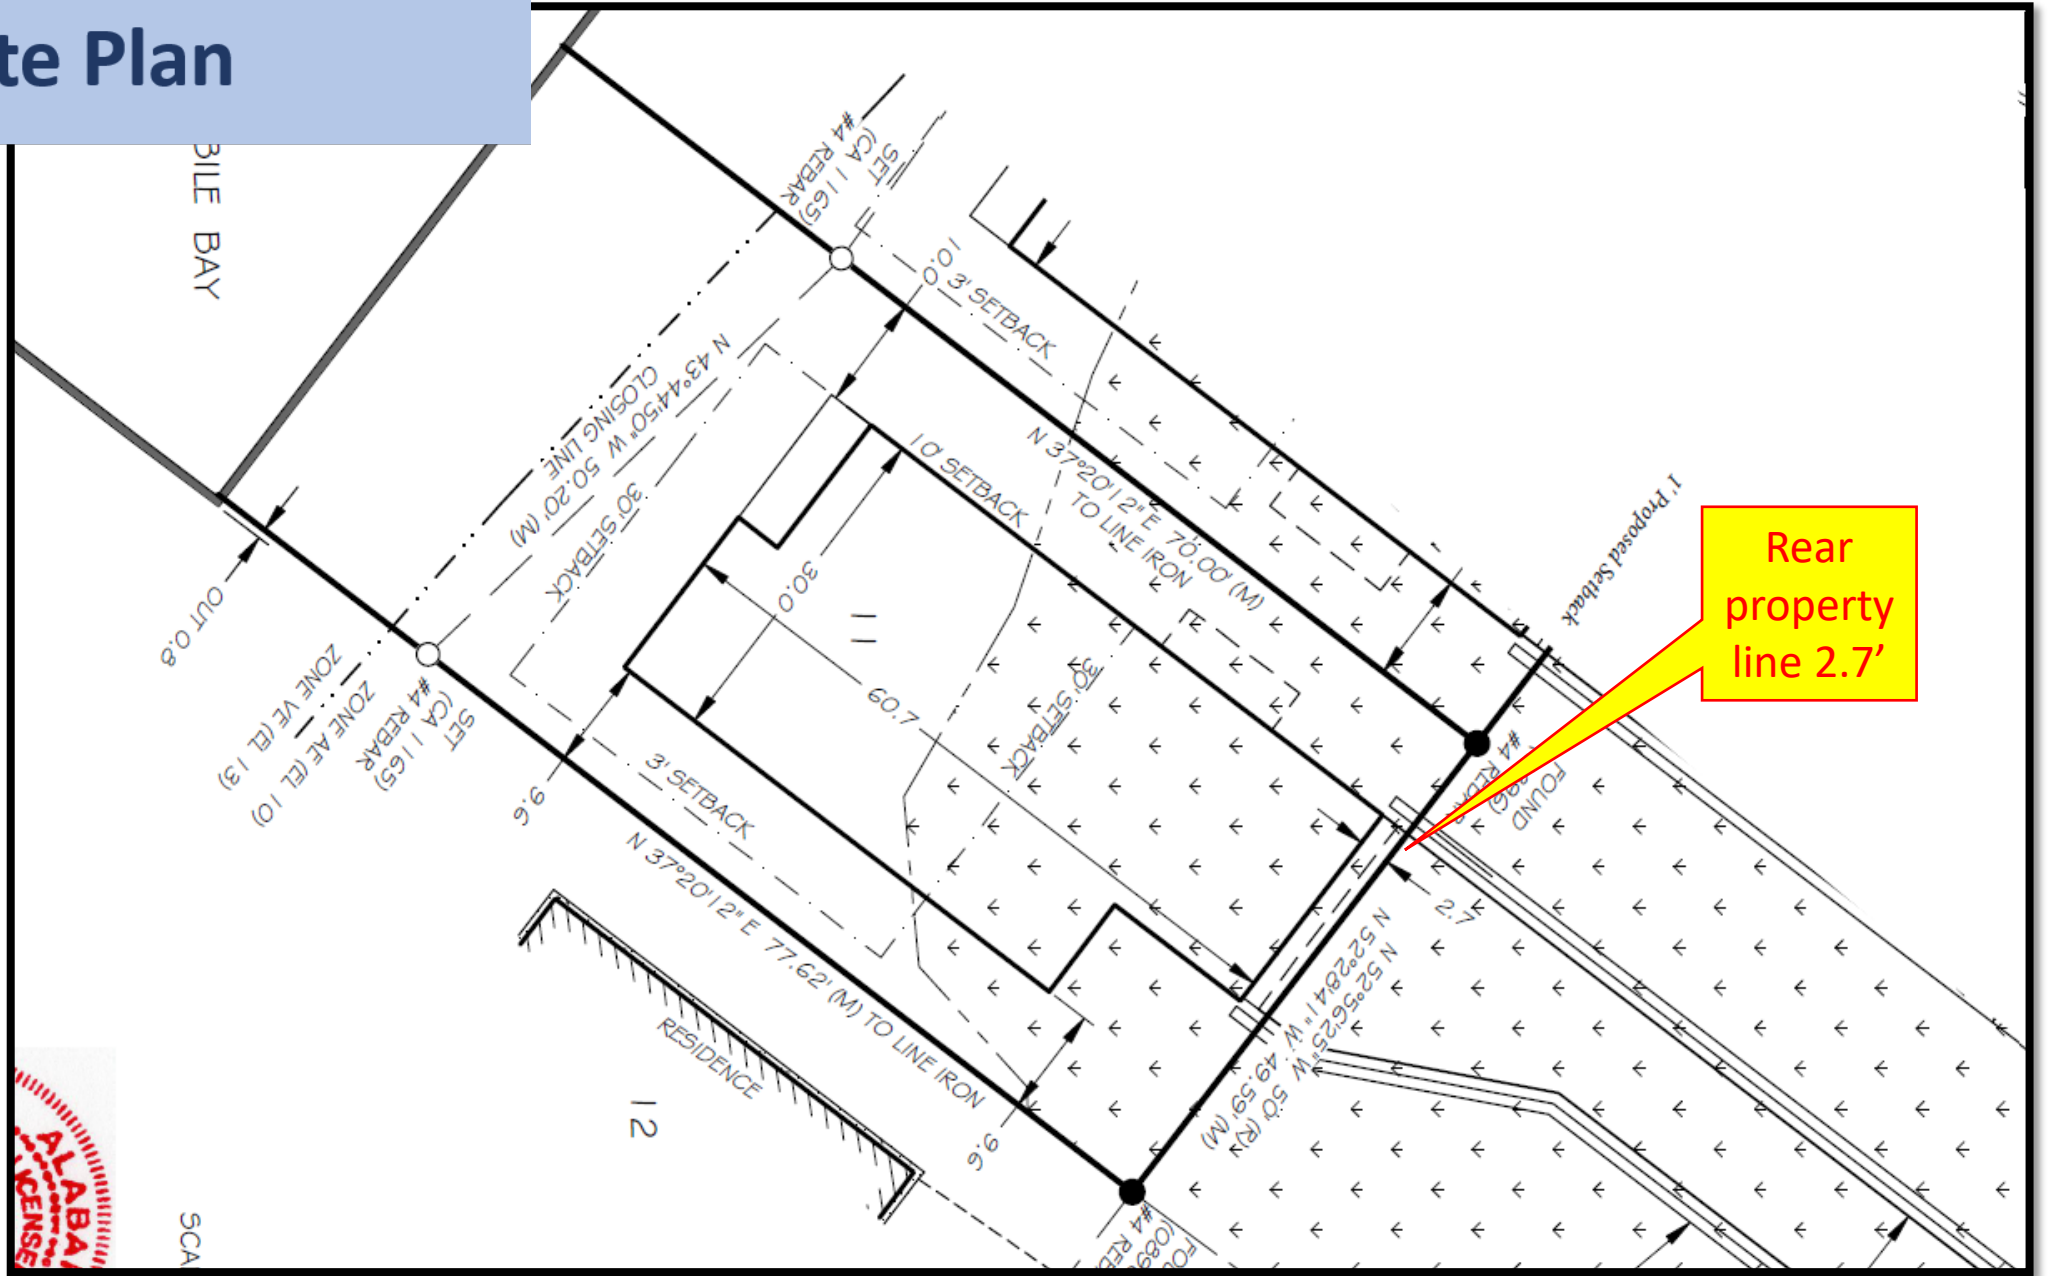 te Plan
BILE BAY
SET
(CA 1165)
#4 REBAR
10.0
3' SETBACK
N 43°44'50" W 50.20' (M)
CLOSING LINE
30' SETBACK
10' SETBACK
N 37°20'12" E 70.00' (M)
TO LINE IRON
1' Proposed Setback
Rear
property
line 2.7’
30.0
11
60.7
30' SETBACK
OUT 0.8
ZONE VE (EL 13)
ZONE AE (EL 10)
SET
(CA 1165)
#4 REBAR
9.6
3' SETBACK
N 37°20'12" E 77.62' (M) TO LINE IRON
FOUND
#4
2.7
N 52°56'25" W 50' (R)
N 52°28'41" W 49.59' (M)
RESIDENCE
12
9.6
#4
ALABA
CENSE
SCA